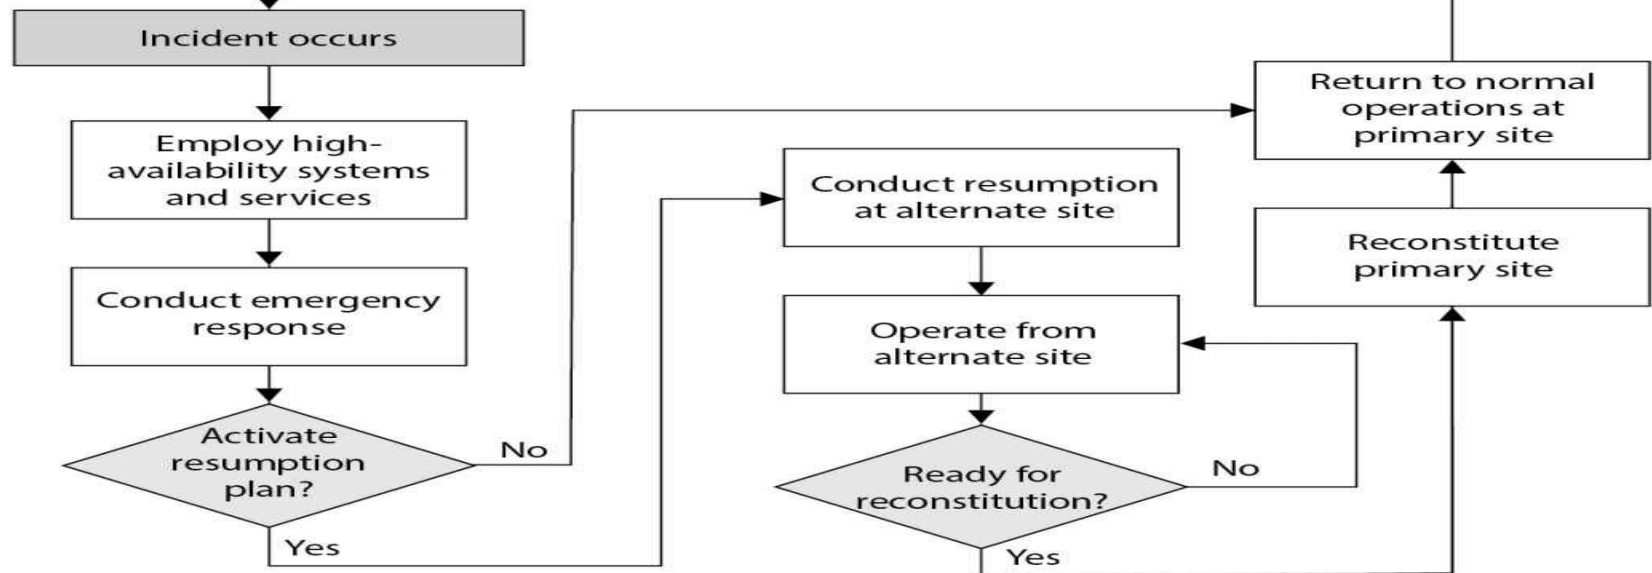 Incident occurs
Employ high-
availability systems
and services
Conduct emergency
response
Activate
resumption
plan?
No
Yes
Conduct resumption
at alternate site
Operate from
alternate site
Ready for
reconstitution?
No
Yes
Return to normal
operations at
primary site
Reconstitute
primary site